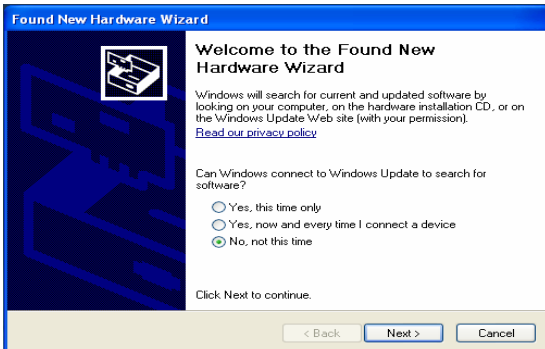 Found New Hardware Wizard
Welcome to the Found New
Hardware Wizard
Windows will search for current and updated software by
looking on your computer, on the hardware installation CD, or on
the Windows Update Web site (with your permission).
Read our privacy policy
Can Windows connect to Windows Update to search for
software?
Yes, this time only
Yes, now and every time I connect a device
No, not this time
Click Next to continue.
< Back Next > Cancel